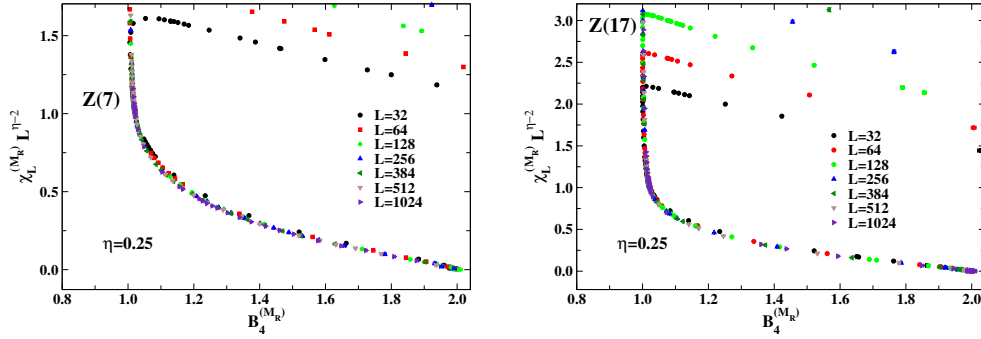 χ_L^(M_R) L^η−2
1.5
1.0
0.5
0.0
Z(7)
η=0.25
L=32
L=64
L=128
L=256
L=384
L=512
L=1024
0.8 1.0 1.2 1.4 1.6 1.8 2.0
B_4^(M_R)
χ_L^(M_R) L^η−2
3.0
2.5
2.0
1.5
1.0
0.5
0.0
Z(17)
η=0.25
L=32
L=64
L=128
L=256
L=384
L=512
L=1024
0.8 1.0 1.2 1.4 1.6 1.8 2.0
B_4^(M_R)